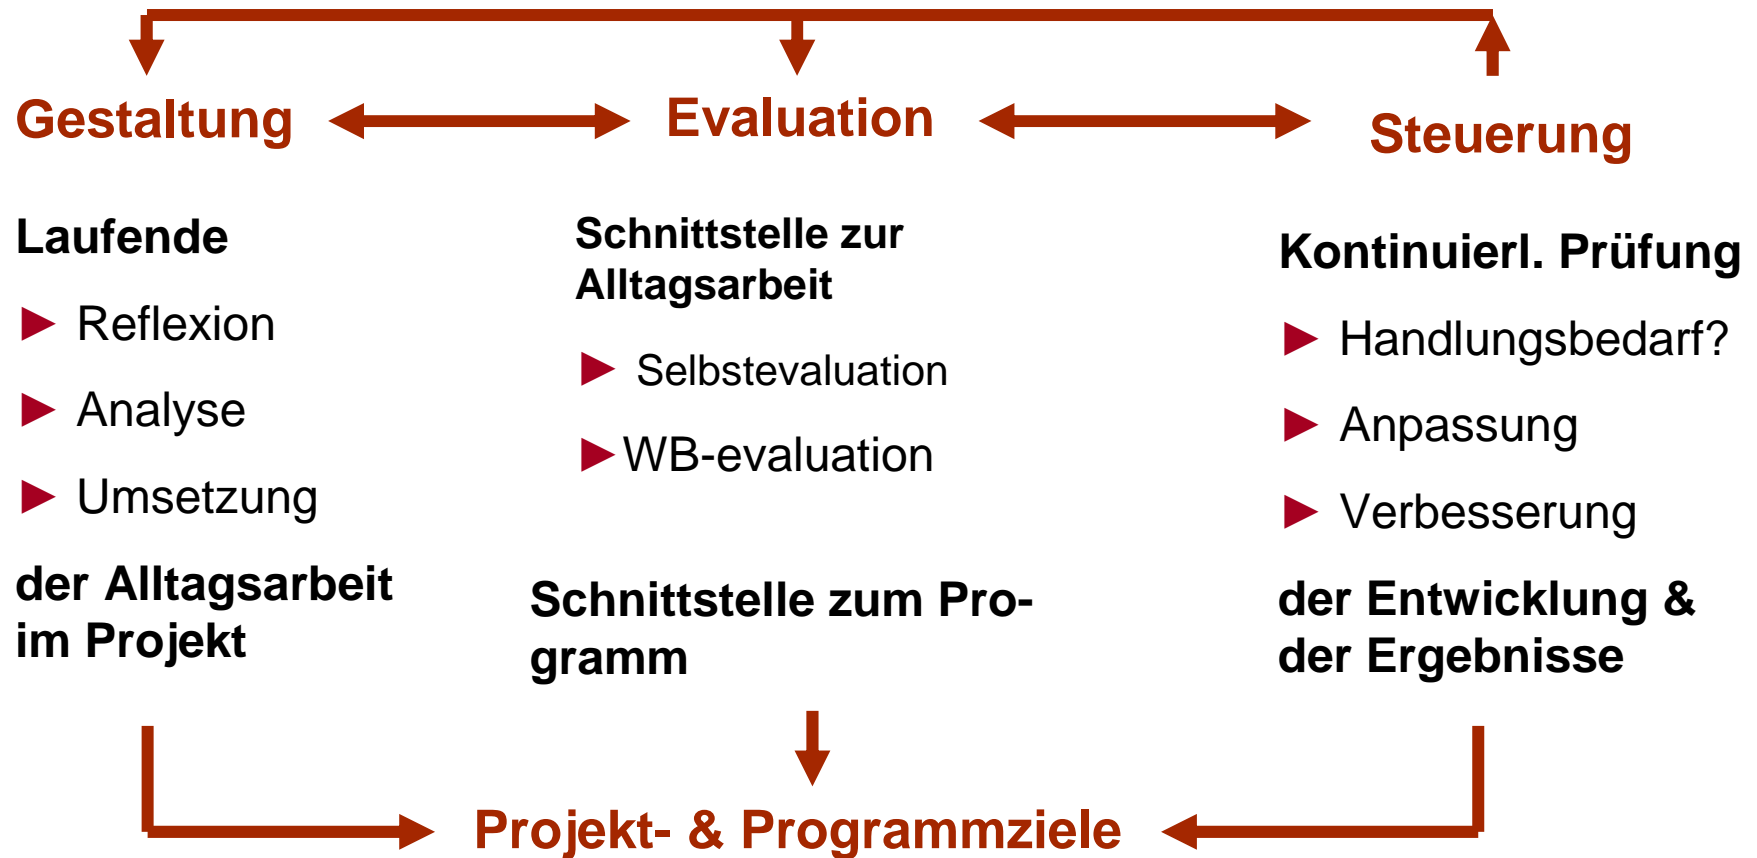 Gestaltung
Evaluation
Steuerung
Laufende
► Reflexion
► Analyse
► Umsetzung
der Alltagsarbeit
im Projekt
Schnittstelle zur
Alltagsarbeit
► Selbstevaluation
►WB-evaluation
Schnittstelle zum Pro-
gramm
Kontinuierl. Prüfung
► Handlungsbedarf?
► Anpassung
► Verbesserung
der Entwicklung &
der Ergebnisse
Projekt- & Programmziele